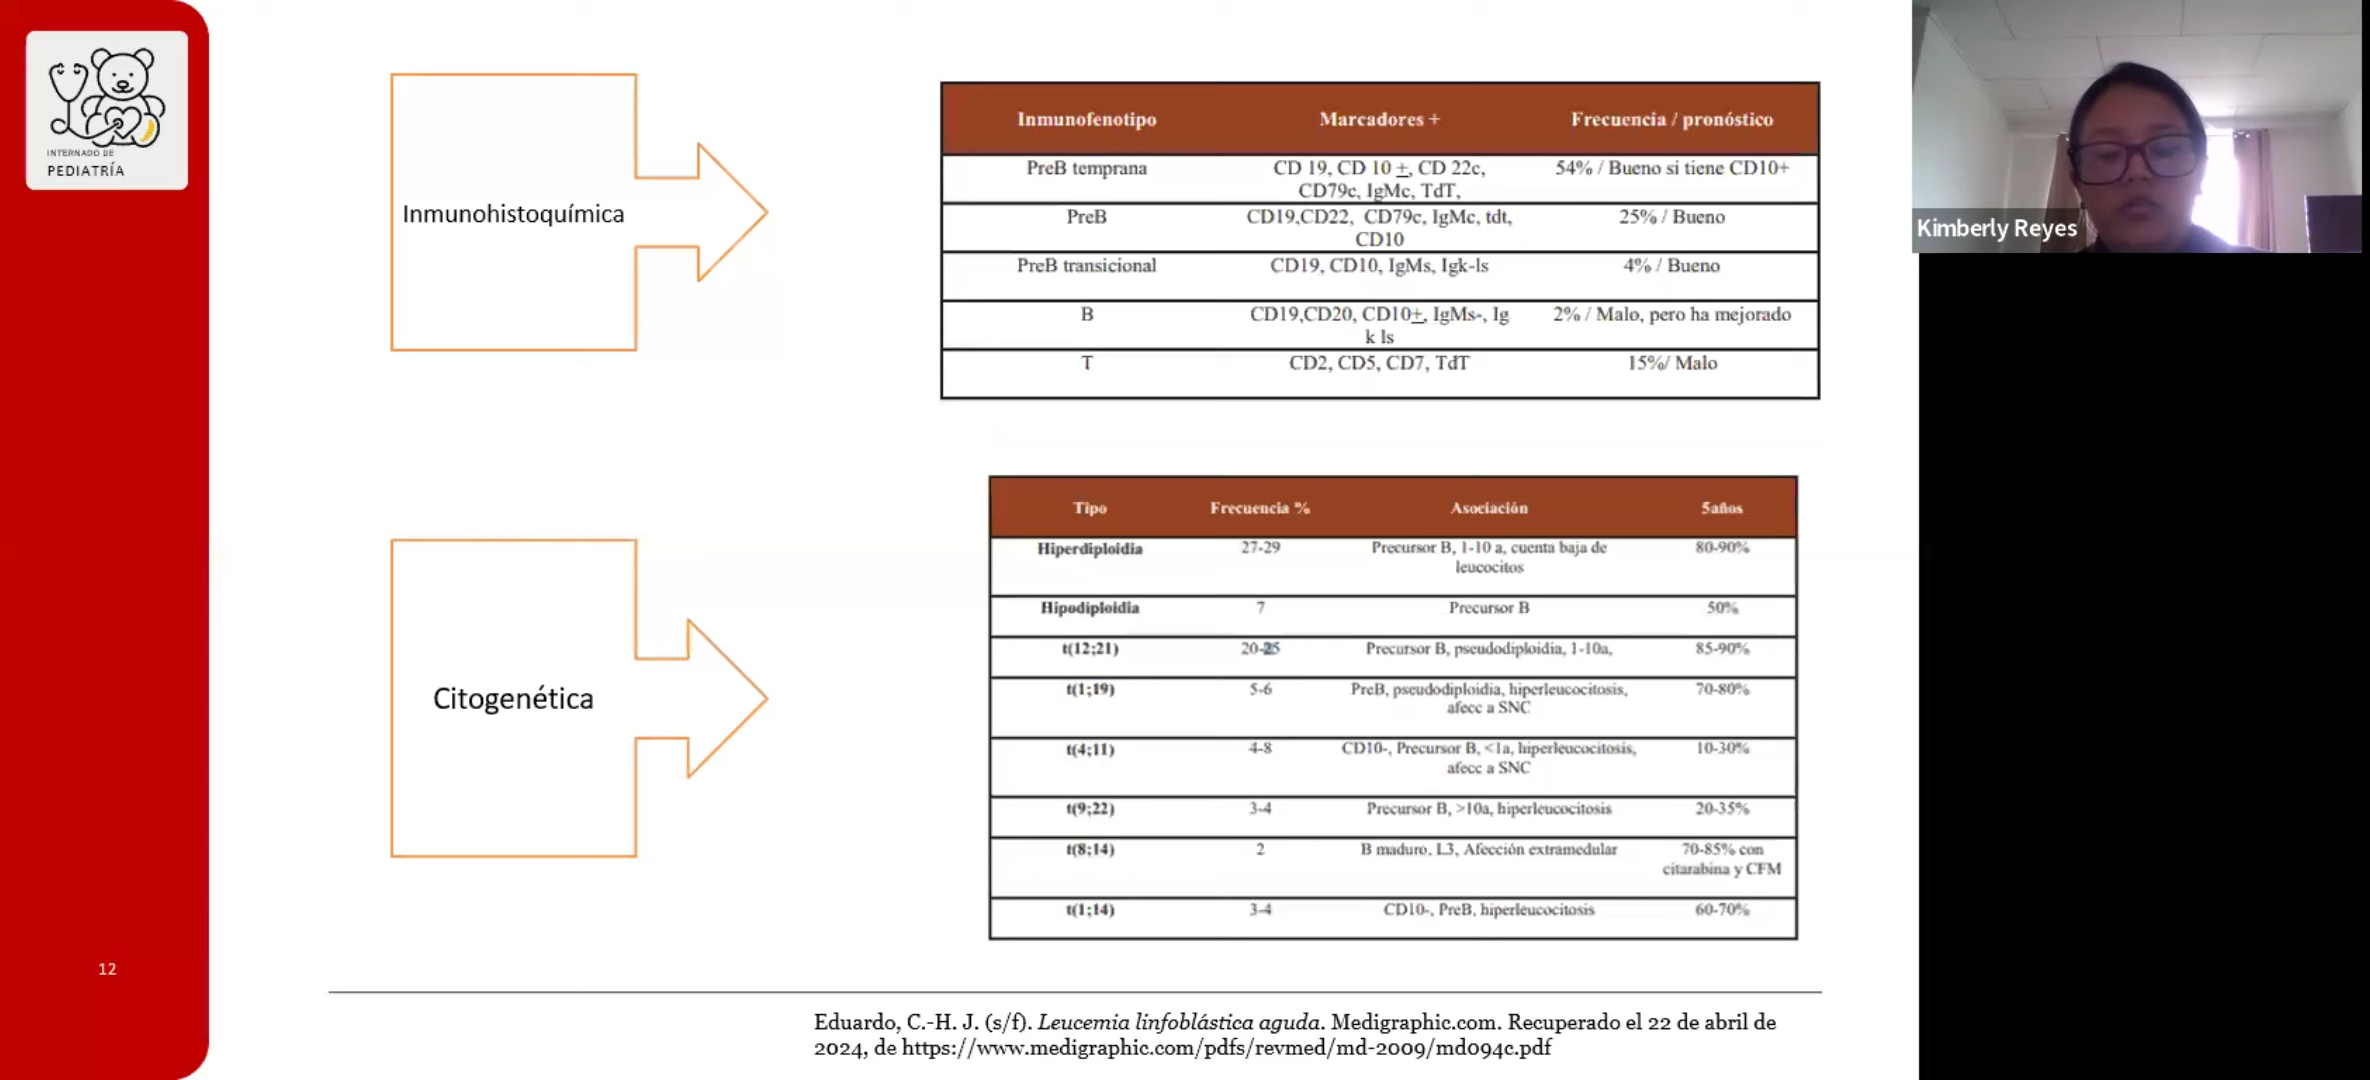 INTERNADO DE
PEDIATRÍA
Inmunohistoquímica
Inmunofenotipo Marcadores + Frecuencia / pronóstico
PreB temprana CD 19, CD 10 ±, CD 22c, 54% / Bueno si tiene CD10+
CD79c, IgMc, TdT,
PreB CD19,CD22, CD79c, IgMc, tdt, 25% / Bueno
CD10
PreB transicional CD19, CD10, IgMs, Igk-ls 4% / Bueno
B CD19,CD20, CD10±, IgMs-, Ig 2% / Malo, pero ha mejorado
k ls
T CD2, CD5, CD7, TdT 15%/ Malo
Kimberly Reyes
Citogenética
Tipo Frecuencia % Asociación 5años
Hiperdiploidia 27-29 Precursor B, 1-10 a, cuenta baja de 80-90%
leucocitos
Hipodiploidia 7 Precursor B 50%
t(12;21) 20-25 Precursor B, pseudodiploidia, 1-10a, 85-90%
t(1;19) 5-6 PreB, pseudodiploidia, hiperleucocitosis, 70-80%
afecc a SNC
t(4;11) 4-8 CD10-, Precursor B, <1a, hiperleucocitosis, 10-30%
afecc a SNC
t(9;22) 3-4 Precursor B, >10a, hiperleucocitosis 20-35%
t(8;14) 2 B maduro, L3, Afección extramedular 70-85% con
citarabina y CFM
t(1;14) 3-4 CD10-, PreB, hiperleucocitosis 60-70%
12
Eduardo, C.-H. J. (s/f). Leucemia linfoblástica aguda. Medigraphic.com. Recuperado el 22 de abril de
2024, de https://www.medigraphic.com/pdfs/revmed/md-2009/md094c.pdf